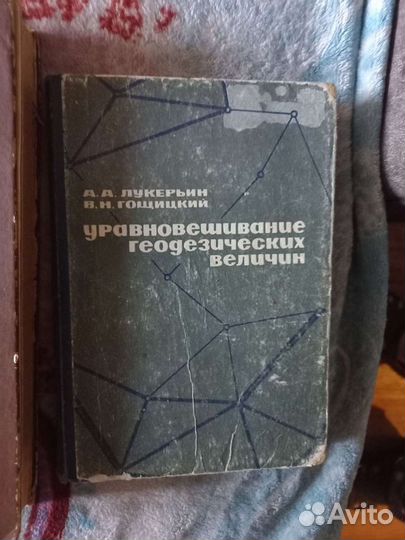 А. А. ЛУКЕРЬИН
В. Н. ГОЩИЦКИЙ
уравновешивание
геодезических
величин
Avito